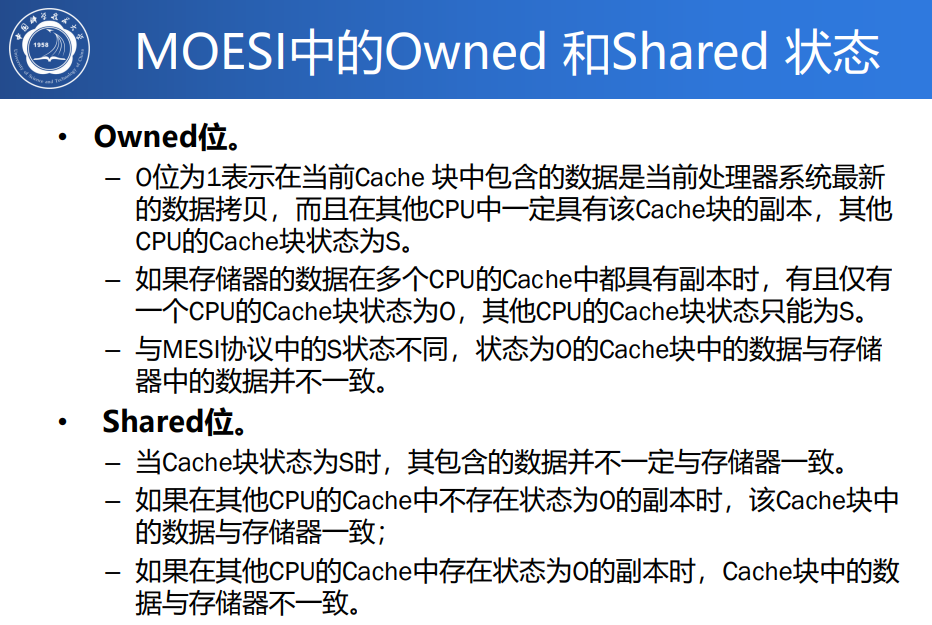 MOESI中的Owned 和Shared 状态
1958
• Owned位。
– O位为1表示在当前Cache 块中包含的数据是当前处理器系统最新
的数据拷贝，而且在其他CPU中一定具有该Cache块的副本，其他
CPU的Cache块状态为S。
– 如果存储器的数据在多个CPU的Cache中都具有副本时，有且仅有
一个CPU的Cache块状态为O，其他CPU的Cache块状态只能为S。
– 与MESI协议中的S状态不同，状态为O的Cache块中的数据与存储
器中的数据并不一致。
• Shared位。
– 当Cache块状态为S时，其包含的数据并不一定与存储器一致。
– 如果在其他CPU的Cache中不存在状态为O的副本时，该Cache块中
的数据与存储器一致；
– 如果在其他CPU的Cache中存在状态为O的副本时，Cache块中的数
据与存储器不一致。